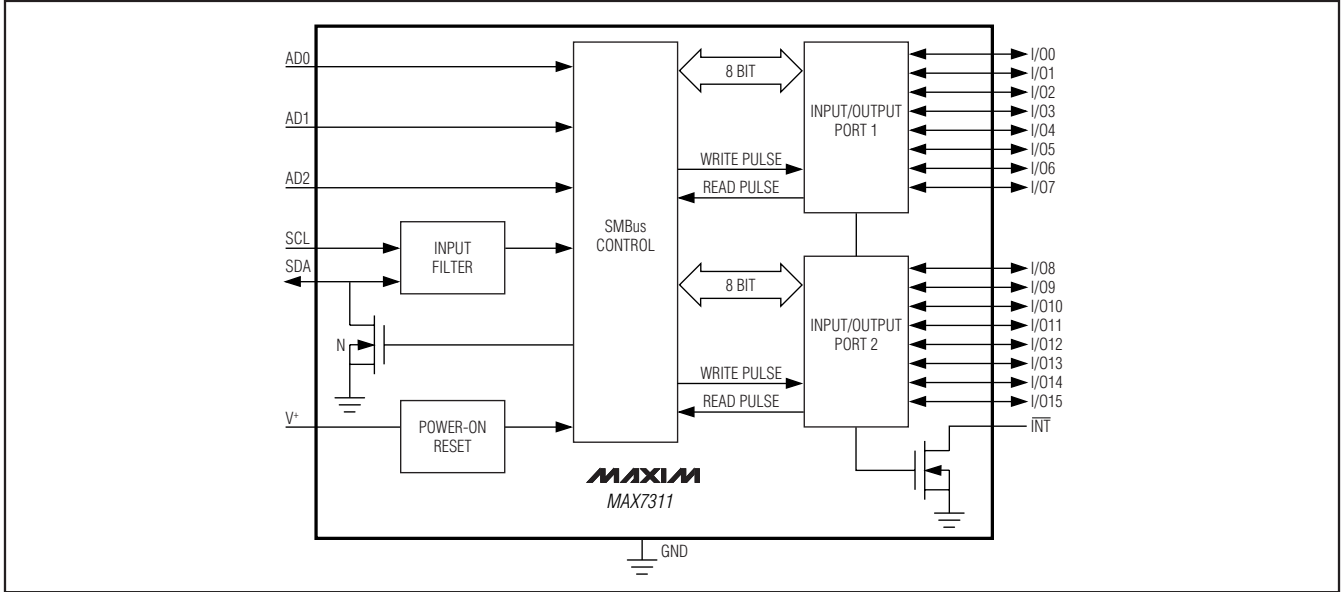 AD0
AD1
AD2
SCL
SDA
N
V+
INPUT
FILTER
POWER-ON
RESET
SMBus
CONTROL
8 BIT
WRITE PULSE
READ PULSE
8 BIT
WRITE PULSE
READ PULSE
INPUT/OUTPUT
PORT 1
INPUT/OUTPUT
PORT 2
I/O0
I/O1
I/O2
I/O3
I/O4
I/O5
I/O6
I/O7
I/O8
I/O9
I/O10
I/O11
I/O12
I/O13
I/O14
I/O15
INT
MAXIM
MAX7311
GND